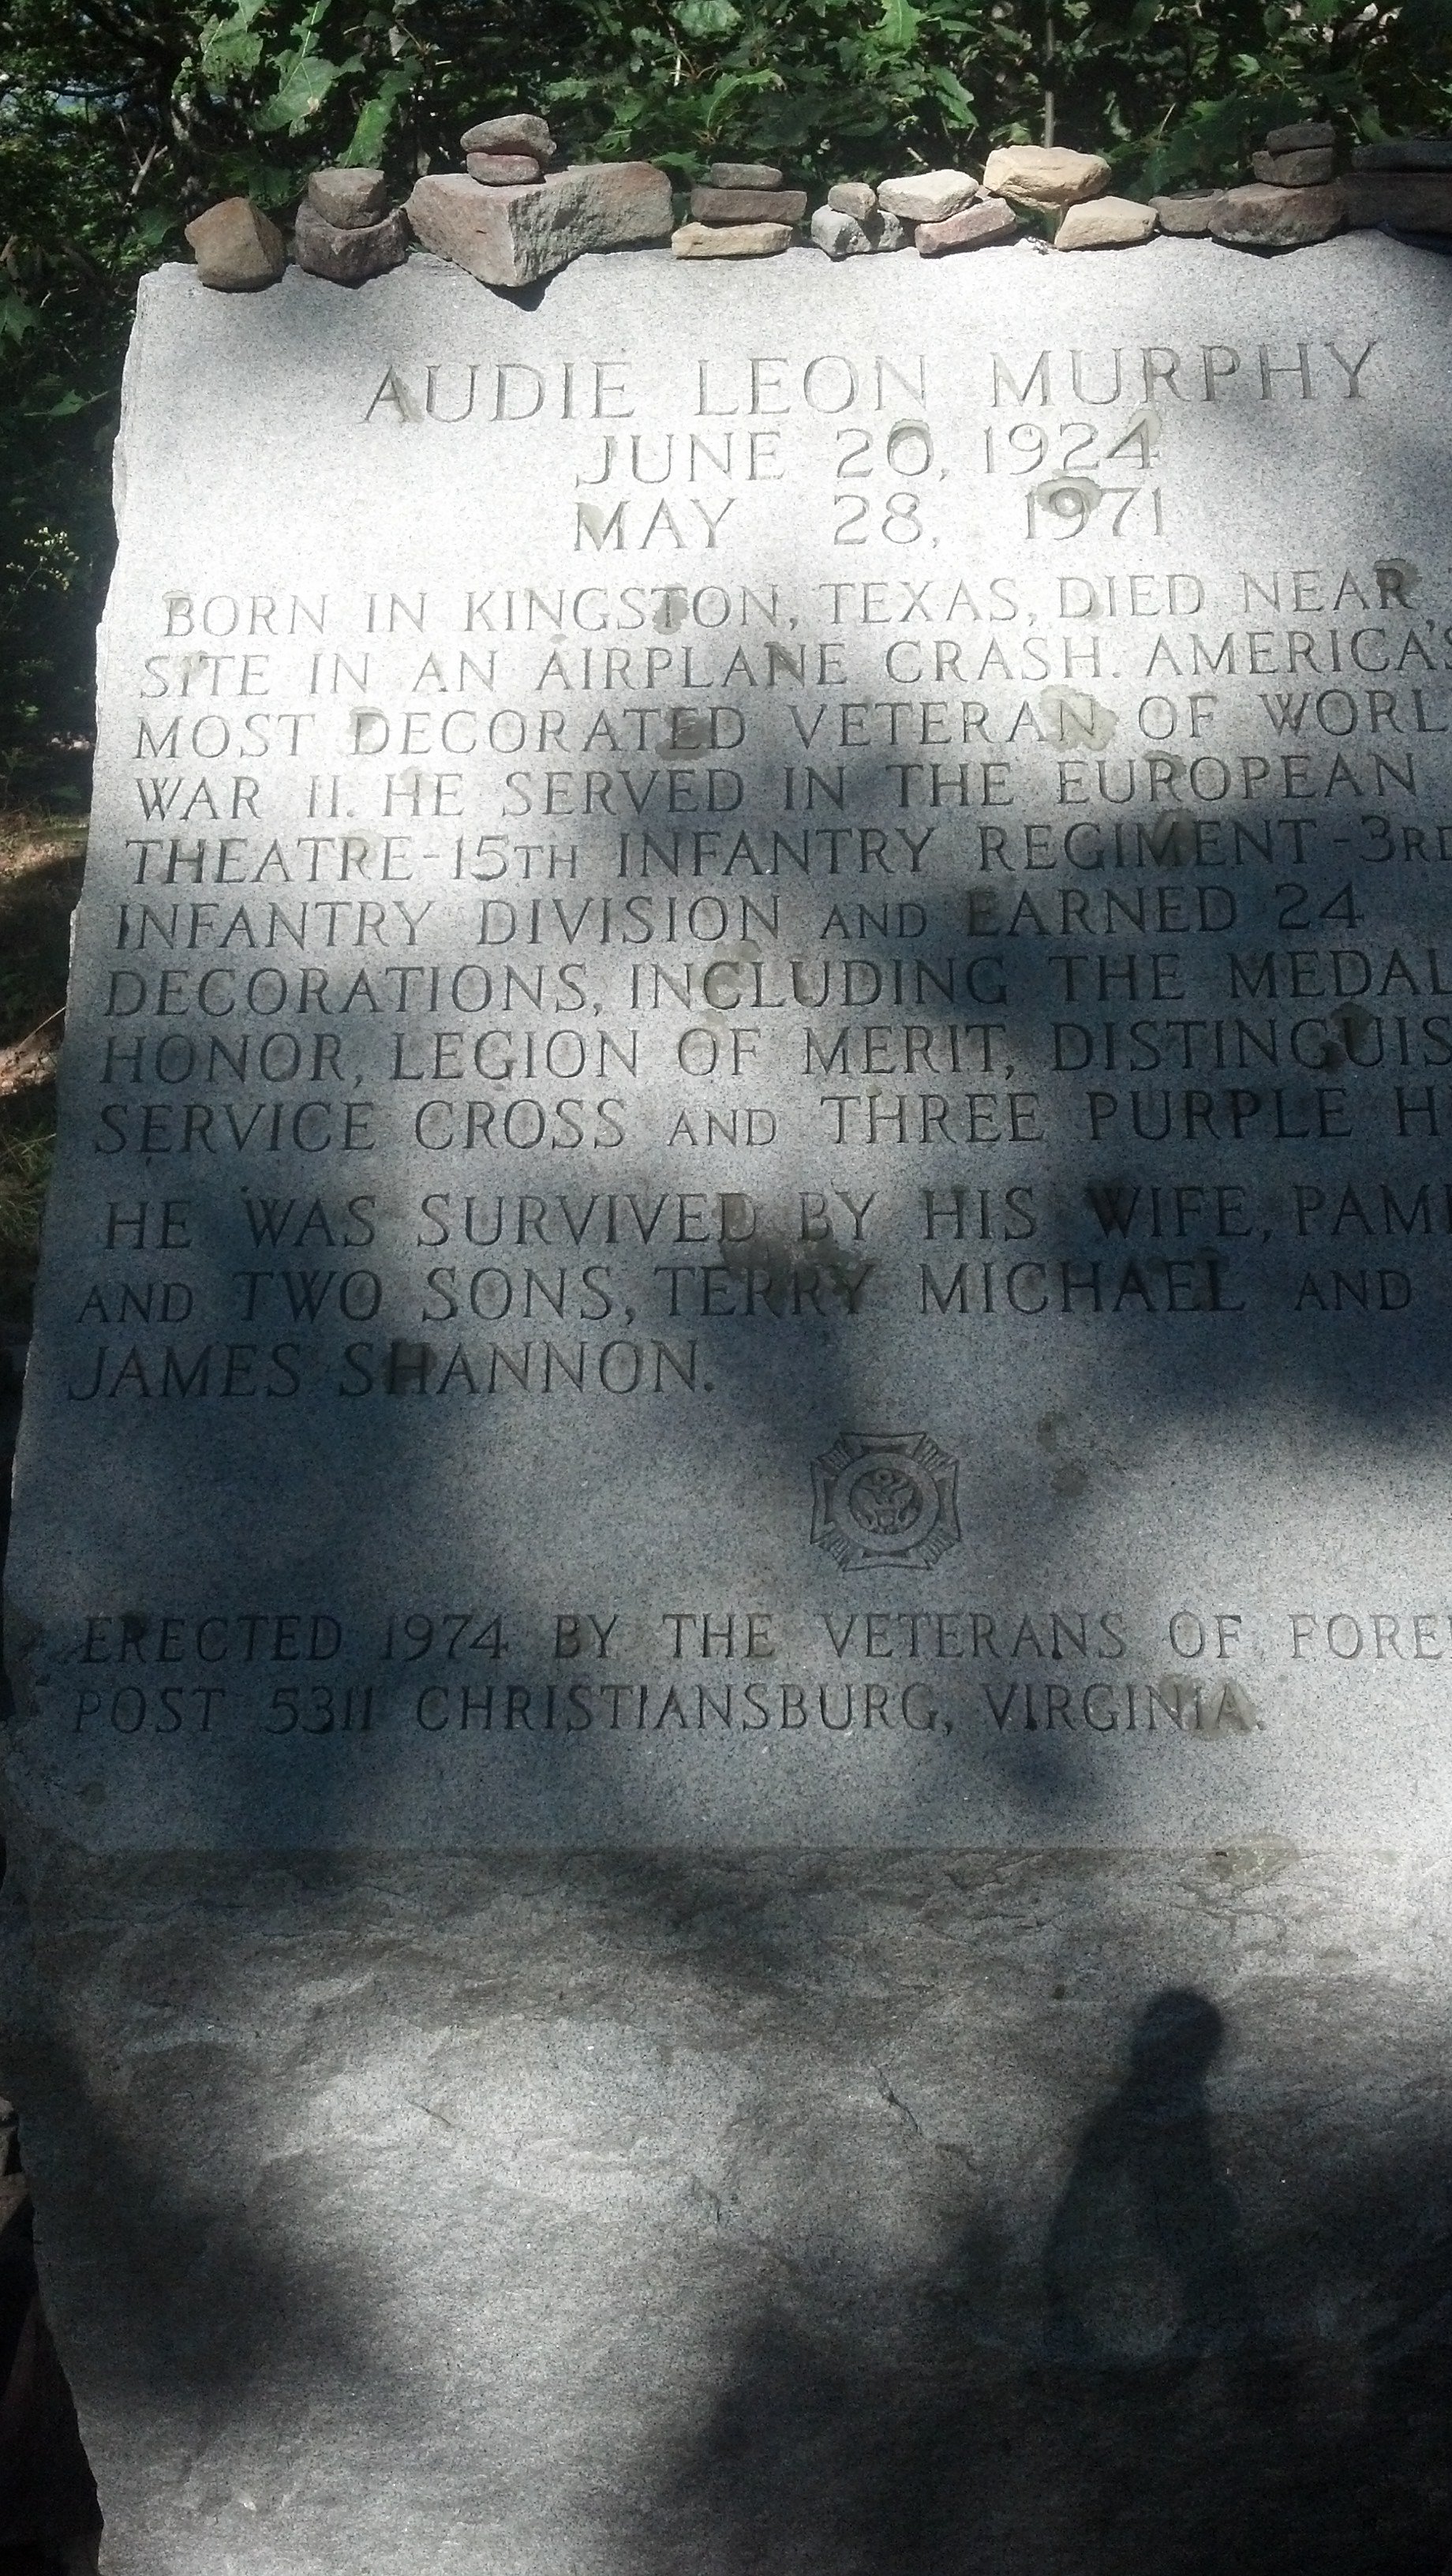 AUDIE LEON MURPHY
JUNE 20, 1924
MAY 28, 1971
BORN IN KINGSTON, TEXAS, DIED NEAR
SITE IN AN AIRPLANE CRASH. AMERICA'S
MOST DECORATED VETERAN OF WORL
WAR II. HE SERVED IN THE EUROPEAN
THEATRE-15TH INFANTRY REGIMENT-3RD
INFANTRY DIVISION AND EARNED 24
DECORATIONS, INCLUDING THE MEDAL
HONOR, LEGION OF MERIT, DISTINGUIS
SERVICE CROSS AND THREE PURPLE H
HE WAS SURVIVED BY HIS WIFE, PAM
AND TWO SONS, TERRY MICHAEL AND
JAMES SHANNON.
ERECTED 1974 BY THE VETERANS OF FORE
POST 5311 CHRISTIANSBURG, VIRGINIA.